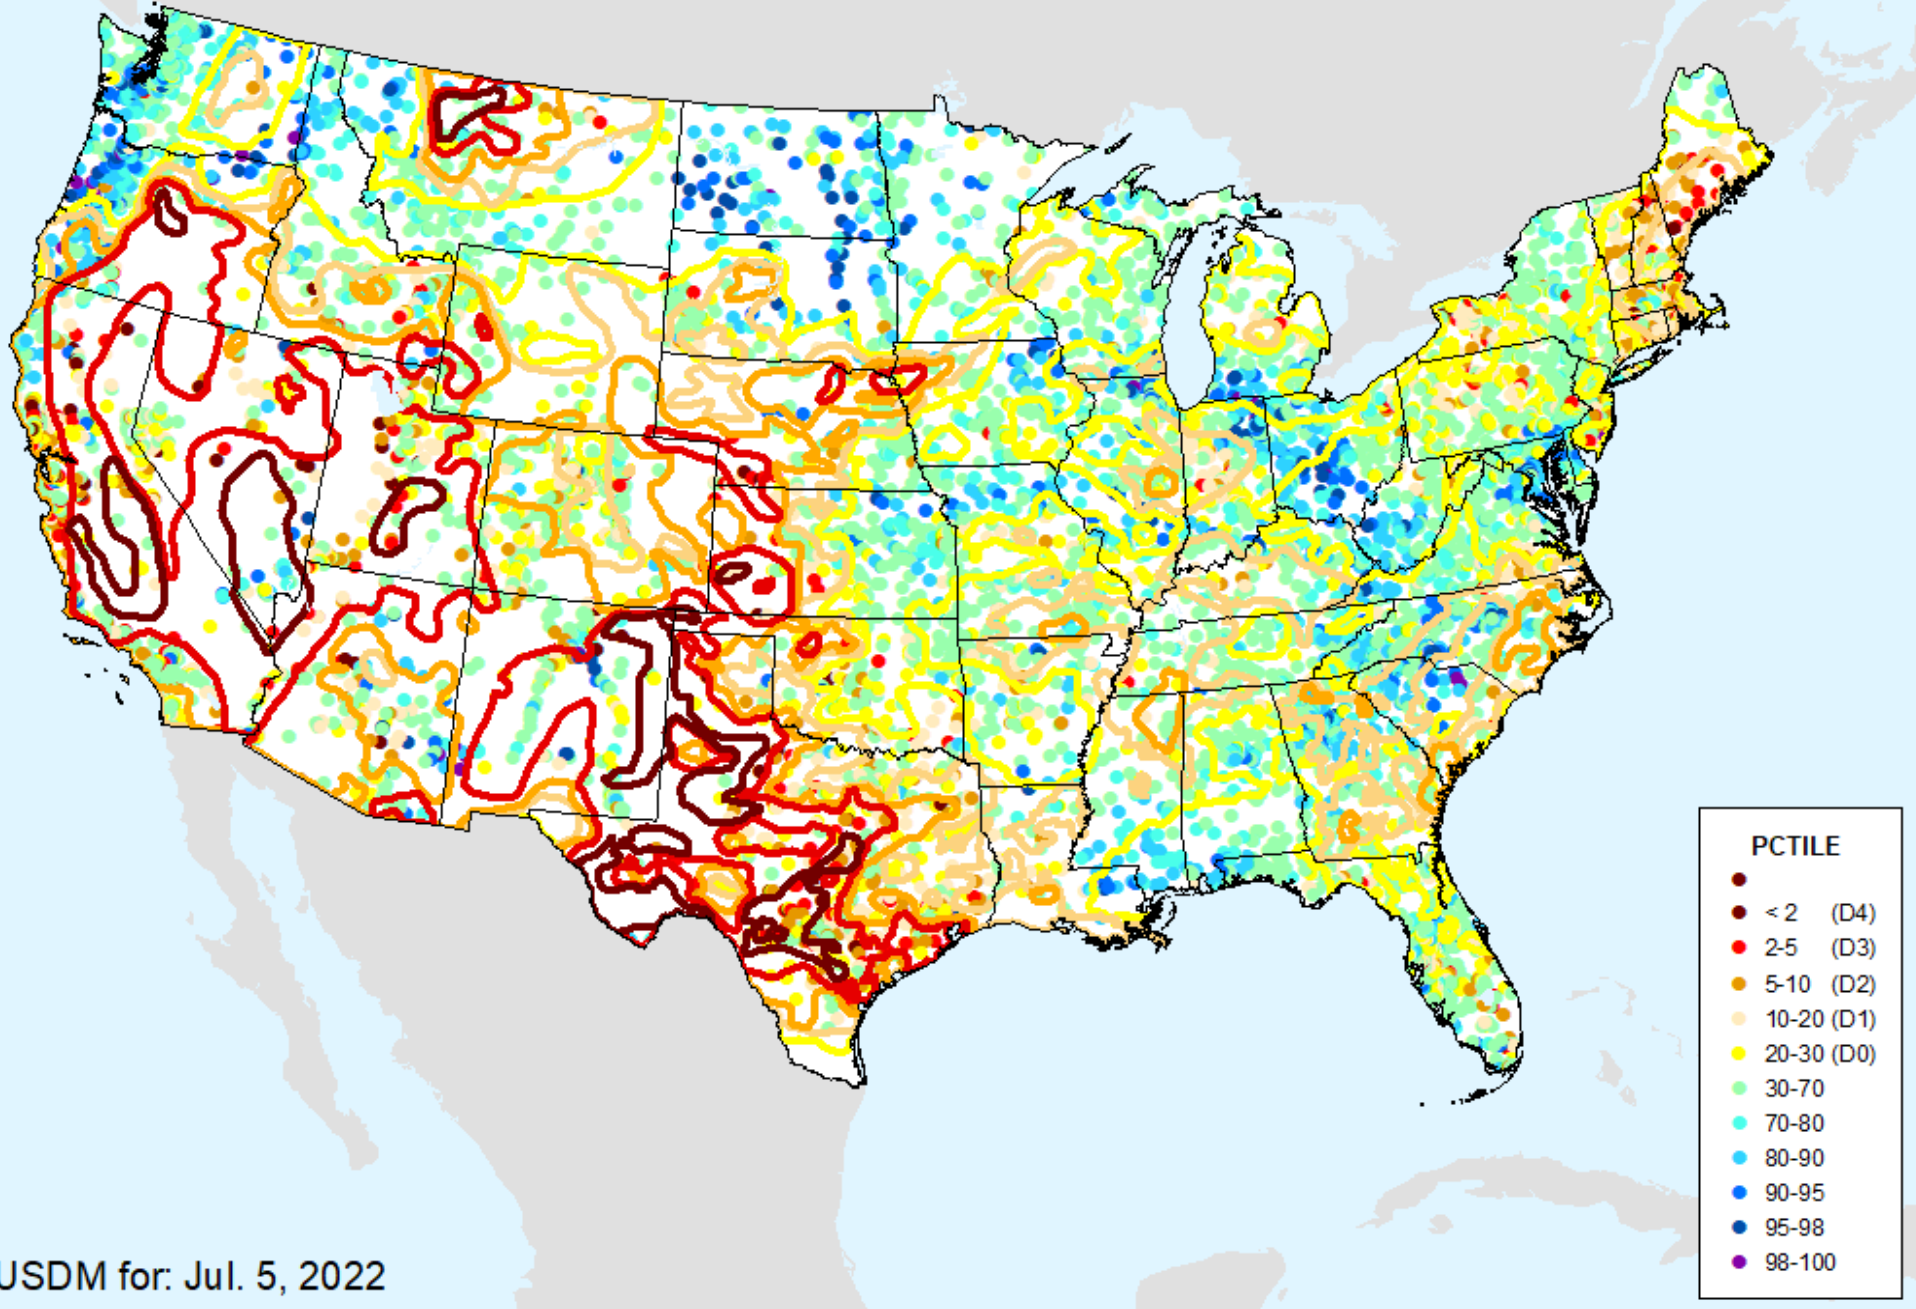 PCTILE
< 2 (D4)
2-5 (D3)
5-10 (D2)
10-20 (D1)
20-30 (D0)
30-70
70-80
80-90
90-95
95-98
98-100
USDM for: Jul. 5, 2022